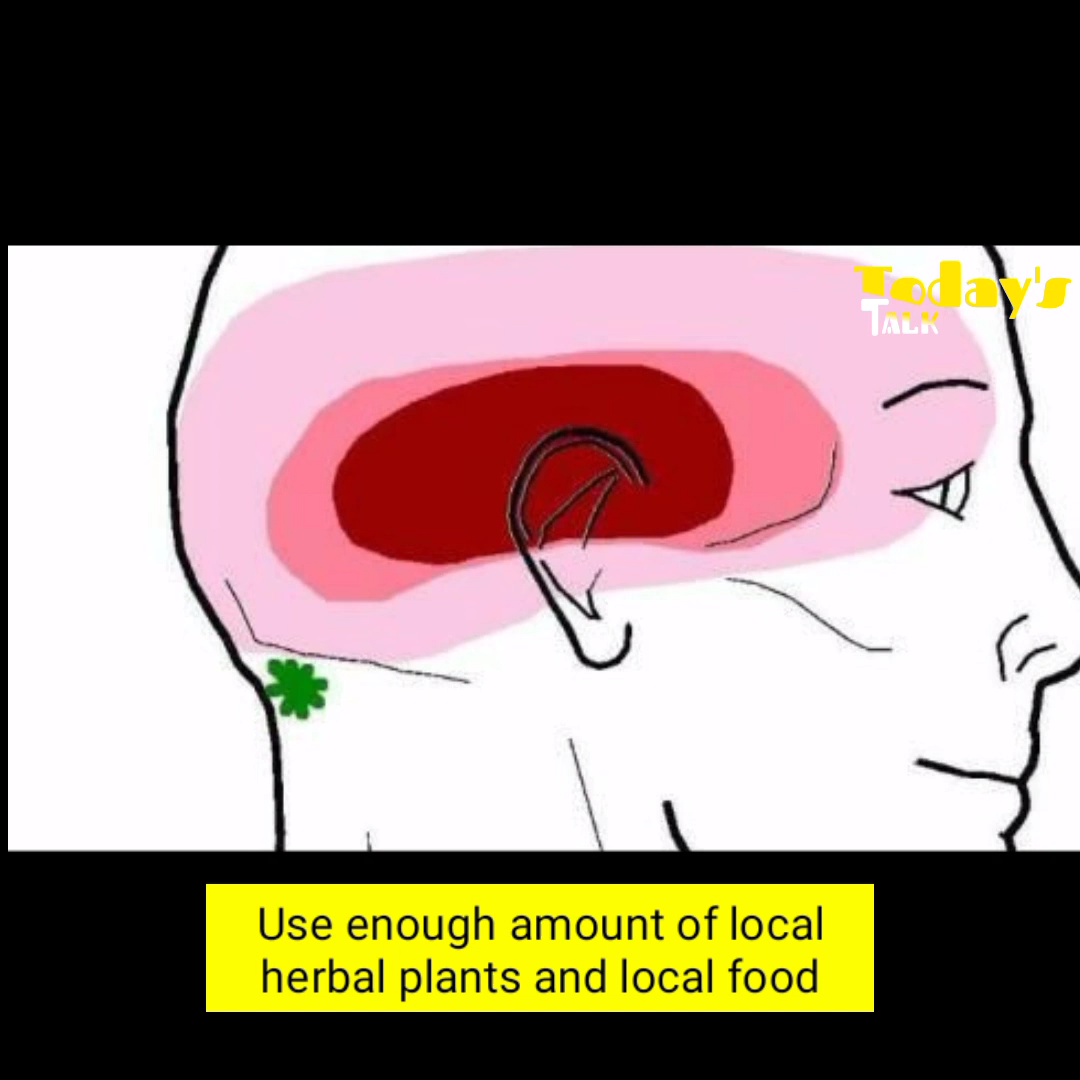 Today's
TALK
Use enough amount of local
herbal plants and local food